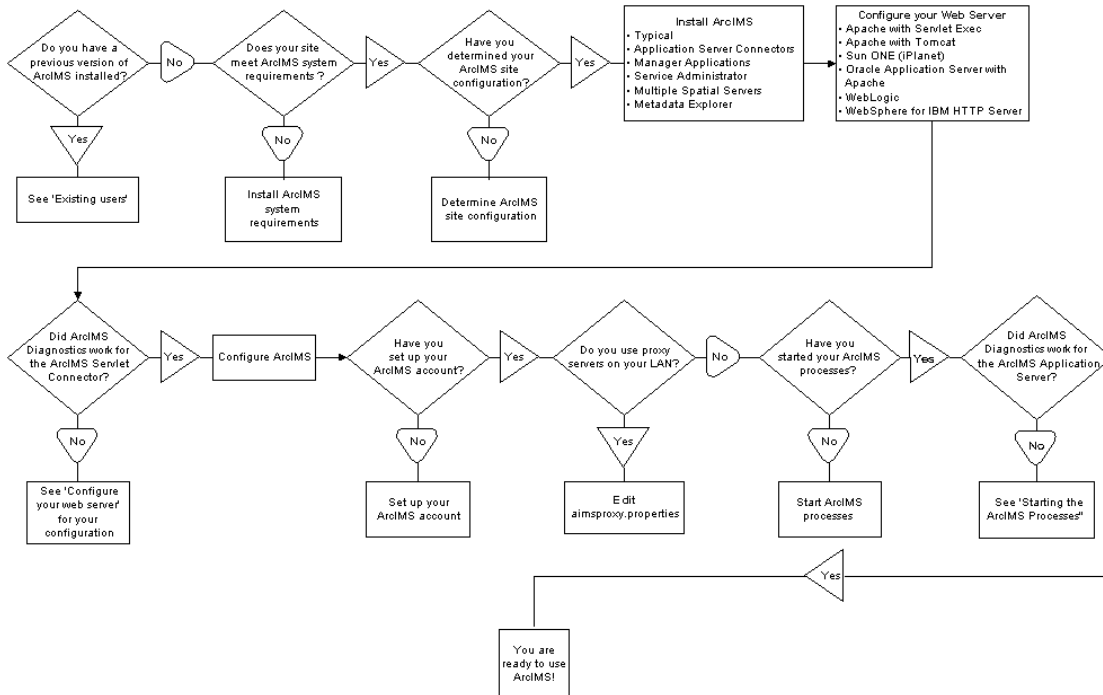 Do you have a
previous version of
ArcIMS installed?
No
Does your site
meet ArcIMS system
requirements ?
Yes
Have you
determined your
ArcIMS site
configuration?
Yes
Install ArcIMS
• Typical
• Application Server Connectors
• Manager Applications
• Service Administrator
• Multiple Spatial Servers
• Metadata Explorer
Configure your Web Server
• Apache with Servlet Exec
• Apache with Tomcat
• Sun ONE (iPlanet)
• Oracle Application Server with
Apache
• WebLogic
• WebSphere for IBM HTTP Server
Yes
No
No
See 'Existing users'
Install ArcIMS
system
requirements
Determine ArcIMS
site configuration
Did ArcIMS
Diagnostics work for
the ArcIMS Servlet
Connector?
Yes
Configure ArcIMS
Have you
set up your
ArcIMS account?
Yes
Do you use proxy
servers on your LAN?
No
Have you
started your ArcIMS
processes?
Yes
Did ArcIMS
Diagnostics work for
the ArcIMS Application
Server?
No
No
Yes
No
No
See 'Configure
your web server'
for your
configuration
Set up your
ArcIMS account
Edit
aimsproxy.properties
Start ArcIMS
processes
See 'Starting the
ArcIMS Processes"
Yes
You are
ready to use
ArcIMS!